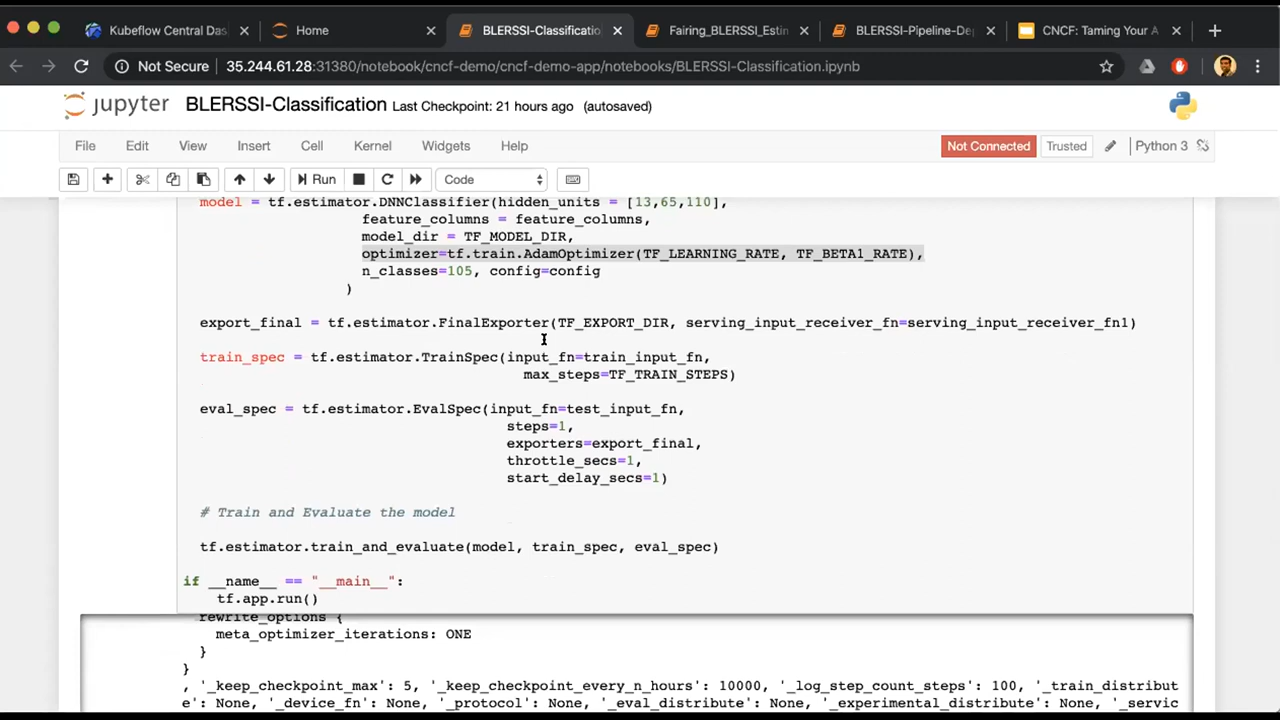 Kubeflow Central Das
Home
BLERSSI-Classificatio
Fairing_BLERSSI_Estin
BLERSSI-Pipeline-De
CNCF: Taming Your A
Not Secure 35.244.61.28:31380/notebook/cncf-demo/cncf-demo-app/notebooks/BLERSSI-Classification.ipynb
jupyter BLERSSI-Classification Last Checkpoint: 21 hours ago (autosaved)
File Edit View Insert Cell Kernel Widgets Help Not Connected Trusted Python 3
Run Code
model = tf.estimator.DNNClassifier(hidden_units = [13,65,110],
feature_columns = feature_columns,
model_dir = TF_MODEL_DIR,
optimizer=tf.train.AdamOptimizer(TF_LEARNING_RATE, TF_BETA1_RATE),
n_classes=105, config=config
)
export_final = tf.estimator.FinalExporter(TF_EXPORT_DIR, serving_input_receiver_fn=serving_input_receiver_fn1)
train_spec = tf.estimator.TrainSpec(input_fn=train_input_fn,
max_steps=TF_TRAIN_STEPS)
eval_spec = tf.estimator.EvalSpec(input_fn=test_input_fn,
steps=1,
exporters=export_final,
throttle_secs=1,
start_delay_secs=1)
# Train and Evaluate the model
tf.estimator.train_and_evaluate(model, train_spec, eval_spec)
if __name__ == "__main__":
tf.app.run()
rewrite_options {
meta_optimizer_iterations: ONE
}
}
, '_keep_checkpoint_max': 5, '_keep_checkpoint_every_n_hours': 10000, '_log_step_count_steps': 100, '_train_distribut
e': None, '_device_fn': None, '_protocol': None, '_eval_distribute': None, '_experimental_distribute': None, '_servic